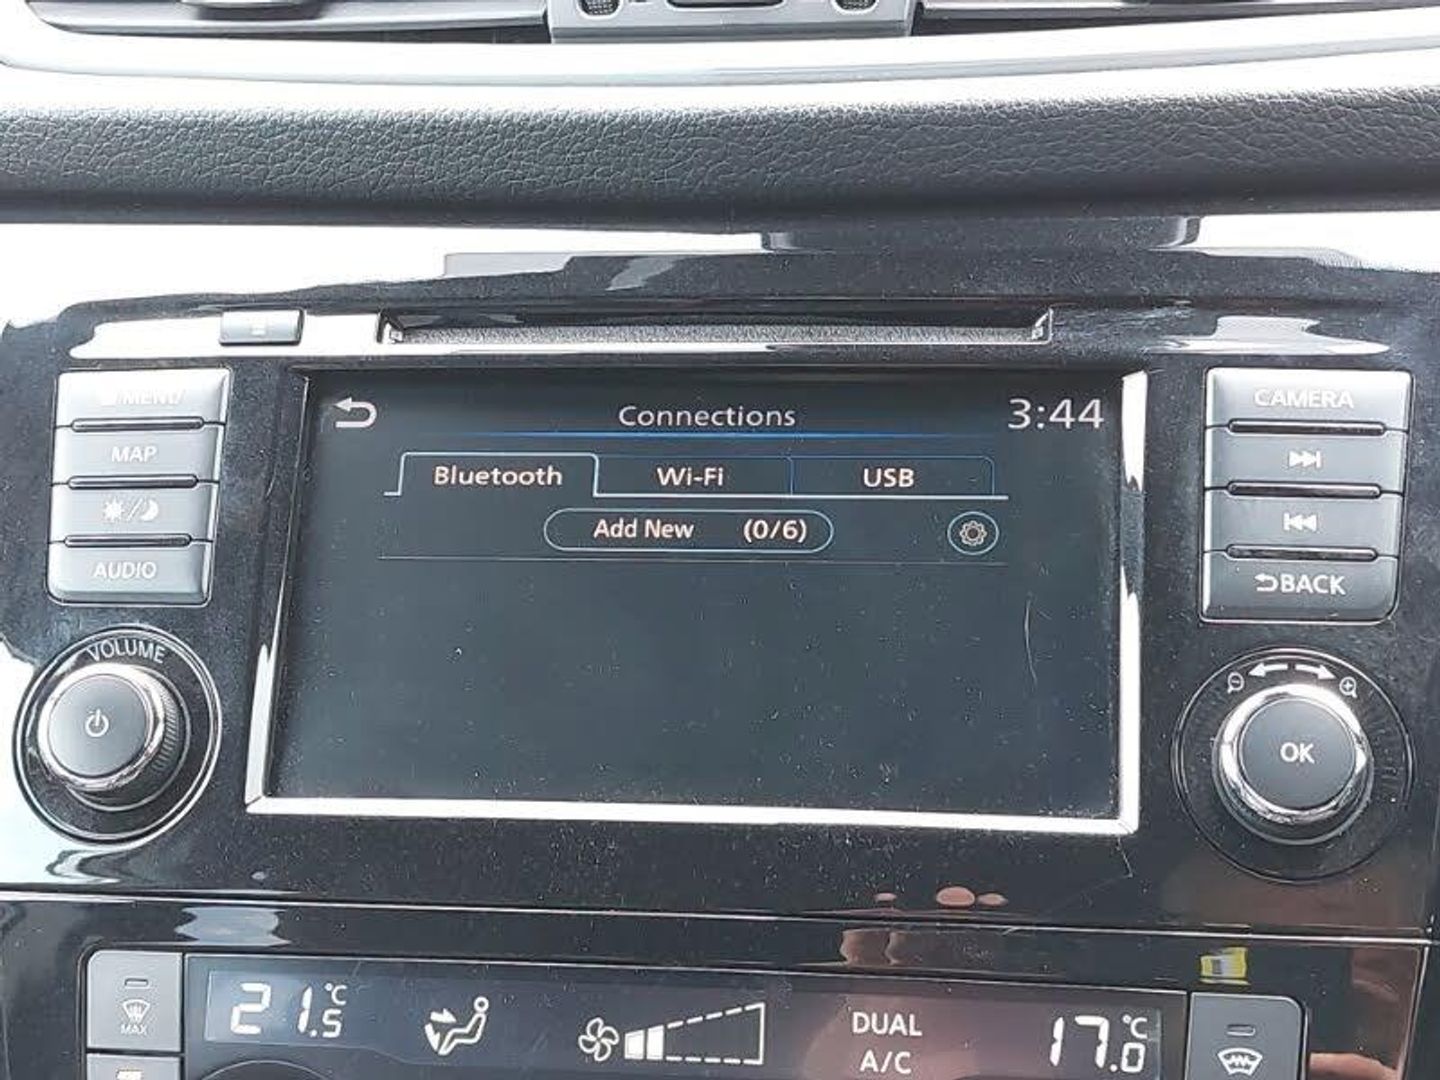 Connections 3:44
Bluetooth Wi-Fi USB
Add New (0/6)
MENU
MAP
AUDIO
VOLUME
CAMERA
BACK
OK
21.5°C
DUAL
A/C
17.0°C
MAX